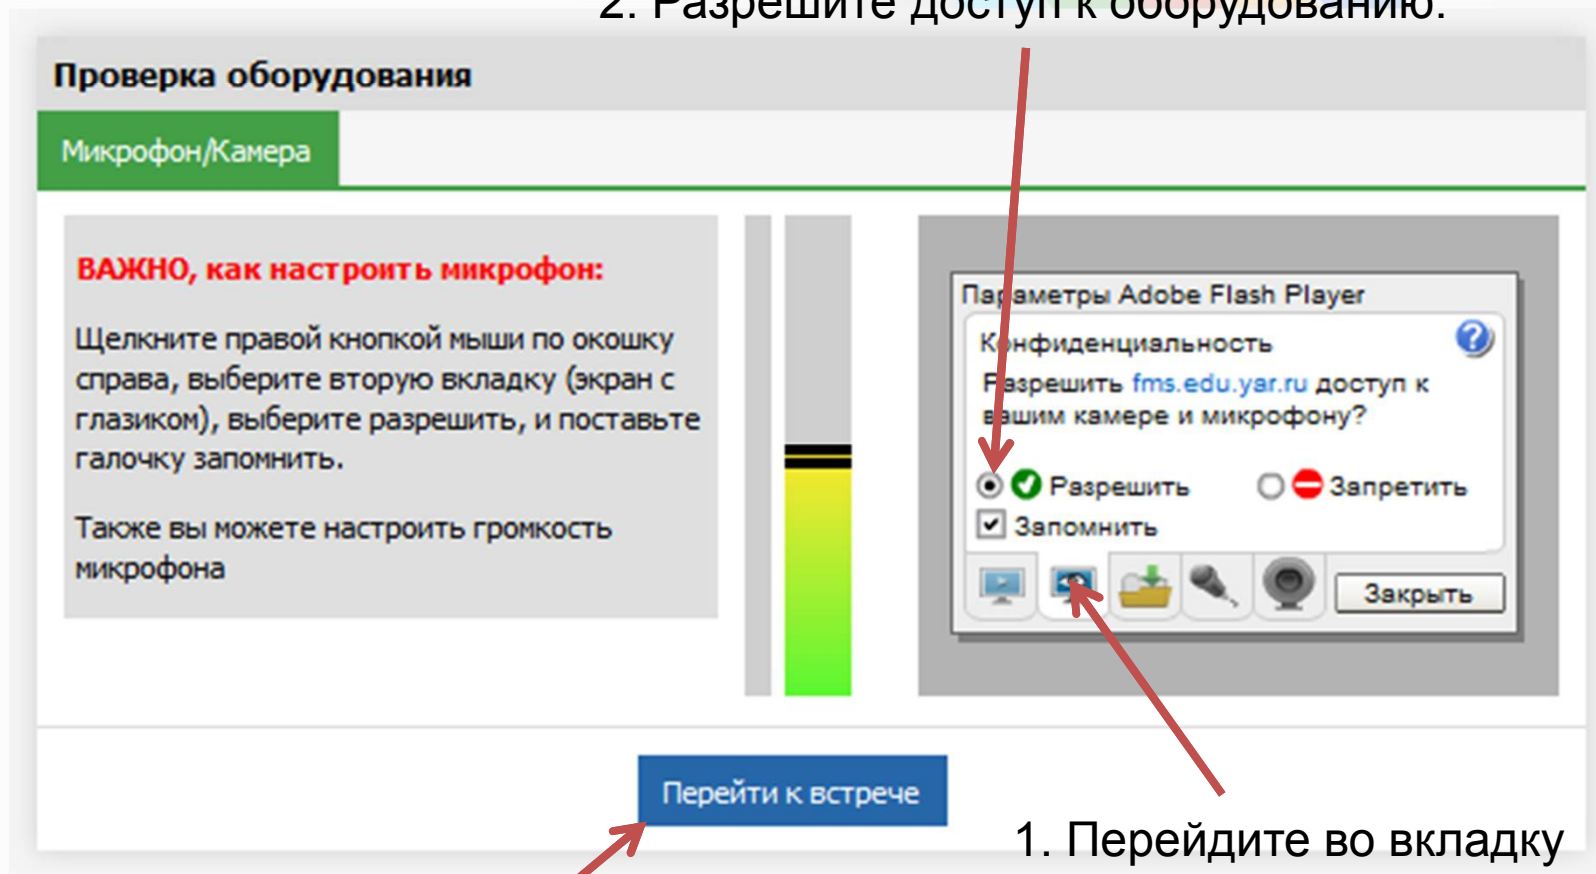 2. Разрешите доступ к оборудованию.
Проверка оборудования
Микрофон/Камера
ВАЖНО, как настроить микрофон:
Щелкните правой кнопкой мыши по окошку
справа, выберите вторую вкладку (экран с
глазиком), выберите разрешить, и поставьте
галочку запомнить.
Также вы можете настроить громкость
микрофона
Параметры Adobe Flash Player
Конфиденциальность
Разрешить fms.edu.yar.ru доступ к
вашим камере и микрофону?
Разрешить Запретить
Запомнить
Закрыть
Перейти к встрече
1. Перейдите во вкладку